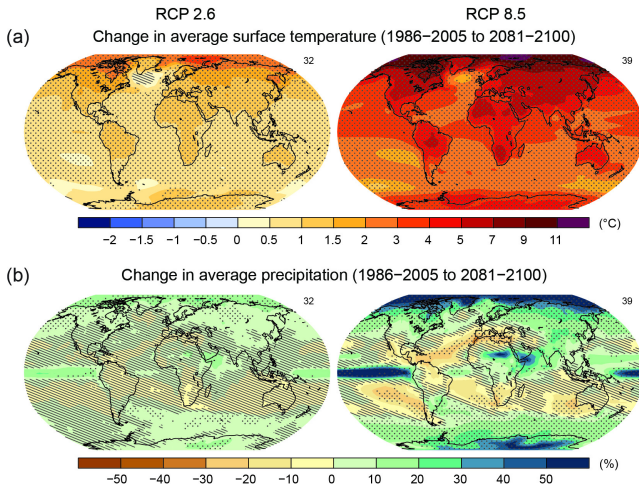 RCP 2.6 RCP 8.5
(a) Change in average surface temperature (1986−2005 to 2081−2100)
32 39
(°C)
−2 −1.5 −1 −0.5 0 0.5 1 1.5 2 3 4 5 7 9 11
(b) Change in average precipitation (1986−2005 to 2081−2100)
32 39
(%)
−50 −40 −30 −20 −10 0 10 20 30 40 50